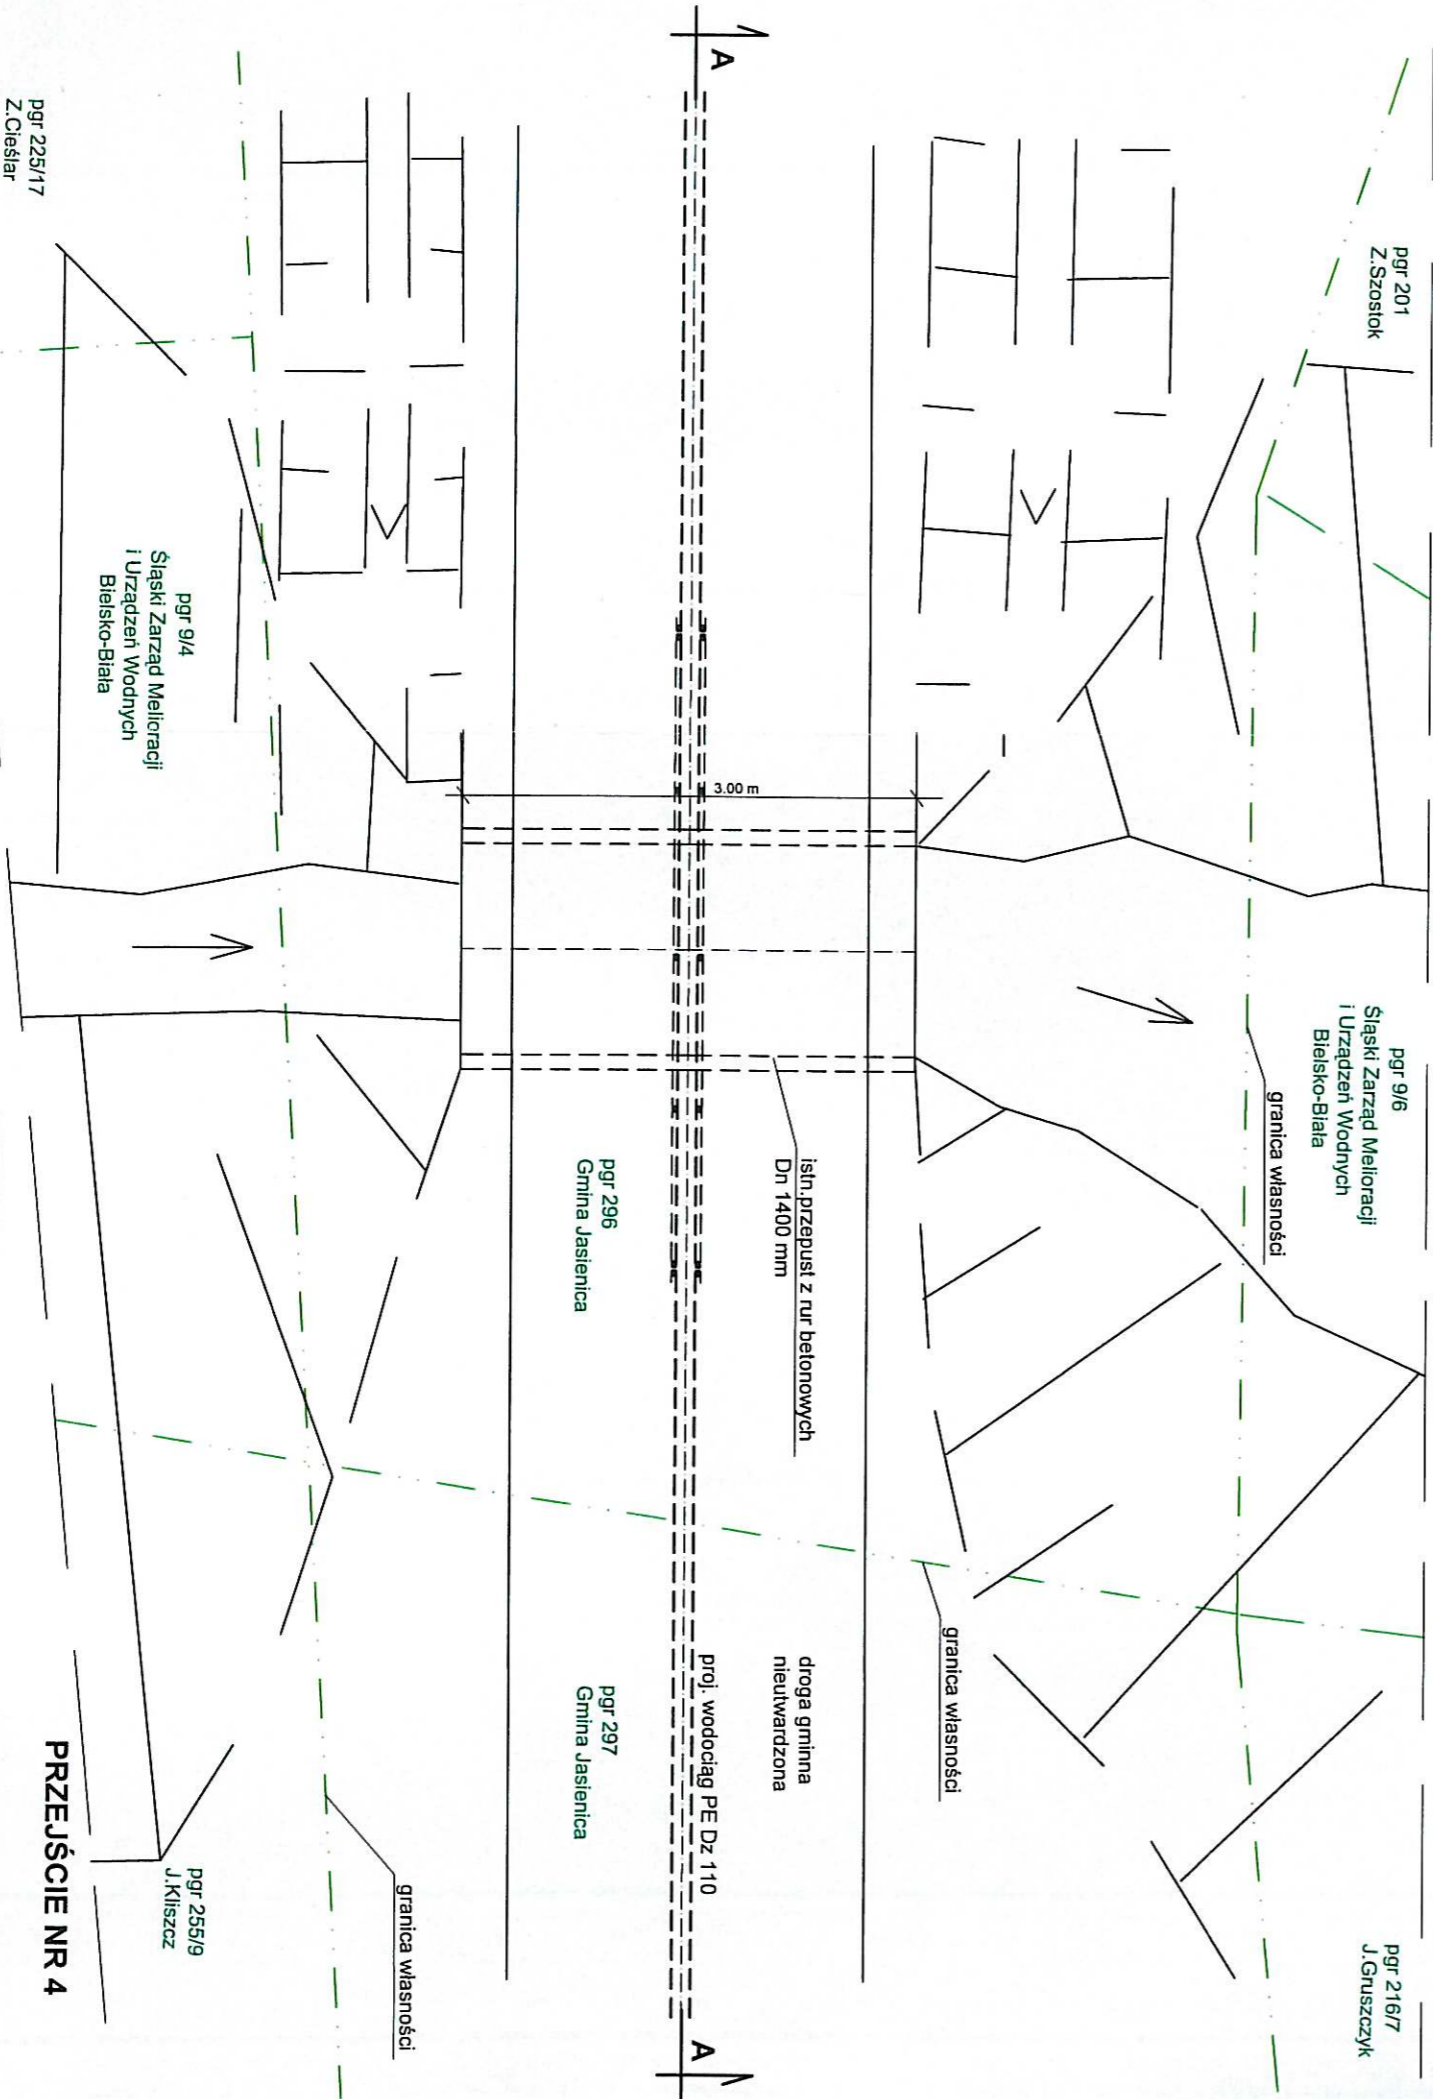 pgr 201
Z.Szostok
pgr 9/6
Śląski Zarząd Melioracji
i Urządzeń Wodnych
Bielsko-Biała
granica własności
pgr 216/7
J.Gruszczyk
granica własności
istn.przepust z rur betonowych
Dn 1400 mm
droga gminna
nieutwardzona
A
3.00 m
proj. wodociąg PE Dz 110
A
pgr 296
Gmina Jasienica
pgr 297
Gmina Jasienica
granica własności
pgr 9/4
Śląski Zarząd Melioracji
i Urządzeń Wodnych
Bielsko-Biała
pgr 255/9
J.Kliszcz
pgr 225/17
Z.Cieślar
PRZEJŚCIE NR 4